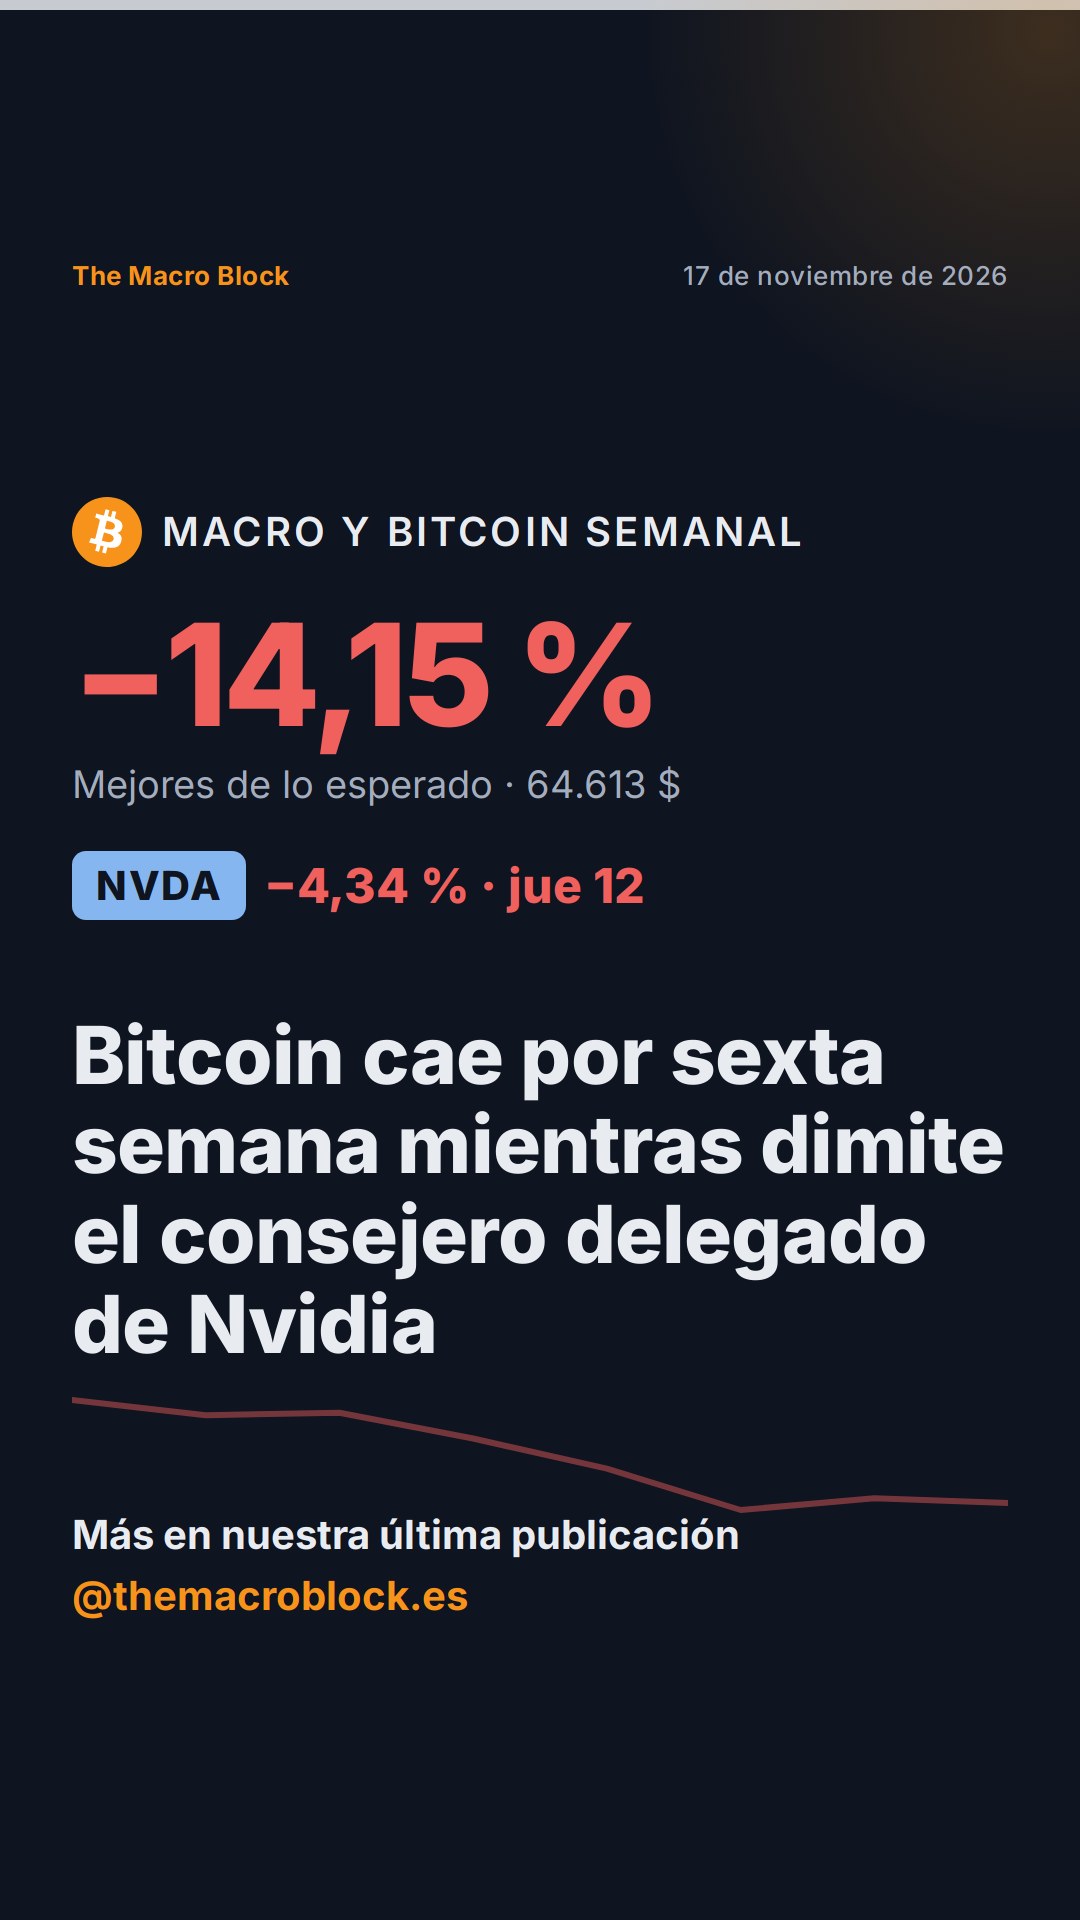 The Macro Block
17 de noviembre de 2026
MACRO Y BITCOIN SEMANAL
−14,15 %
Mejores de lo esperado · 64.613 $
NVDA −4,34 % · jue 12
Bitcoin cae por sexta
semana mientras dimite
el consejero delegado
de Nvidia
Más en nuestra última publicación
@themacroblock.es